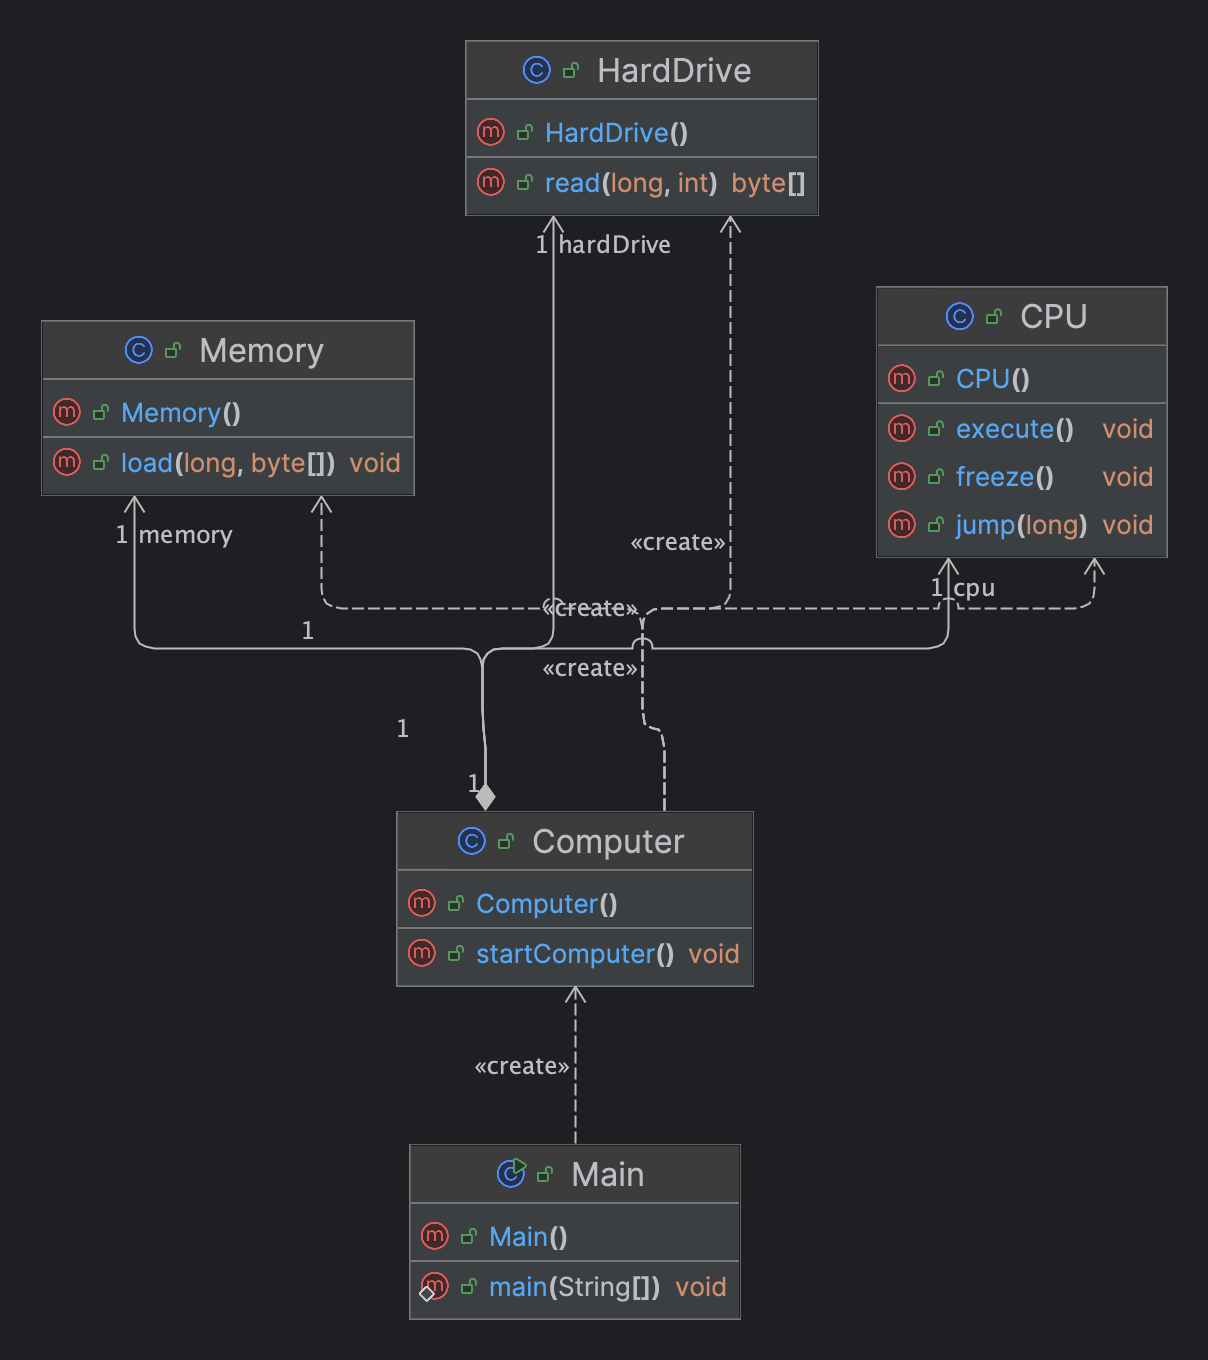 HardDrive
HardDrive()
read(long, int) byte[]
1 hardDrive
CPU
CPU()
execute() void
freeze() void
jump(long) void
1 cpu
Memory
Memory()
load(long, byte[]) void
1 memory
«create»
«create»
1
«create»
1
1
Computer
Computer()
startComputer() void
«create»
Main
Main()
main(String[]) void